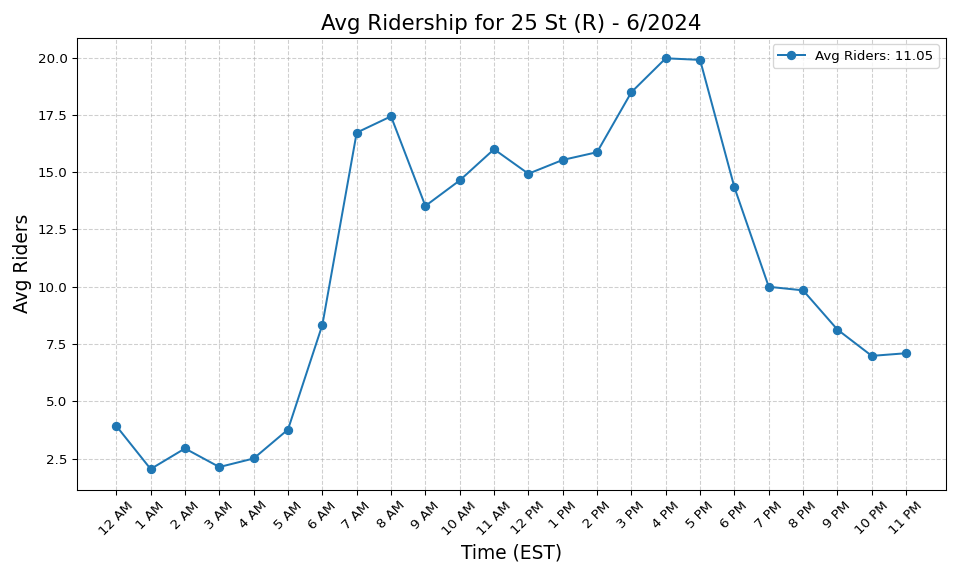 Avg Ridership for 25 St (R) - 6/2024
Avg Riders: 11.05
Avg Riders
20.0
17.5
15.0
12.5
10.0
7.5
5.0
2.5
12 AM 1 AM 2 AM 3 AM 4 AM 5 AM 6 AM 7 AM 8 AM 9 AM 10 AM 11 AM 12 PM 1 PM 2 PM 3 PM 4 PM 5 PM 6 PM 7 PM 8 PM 9 PM 10 PM 11 PM
Time (EST)